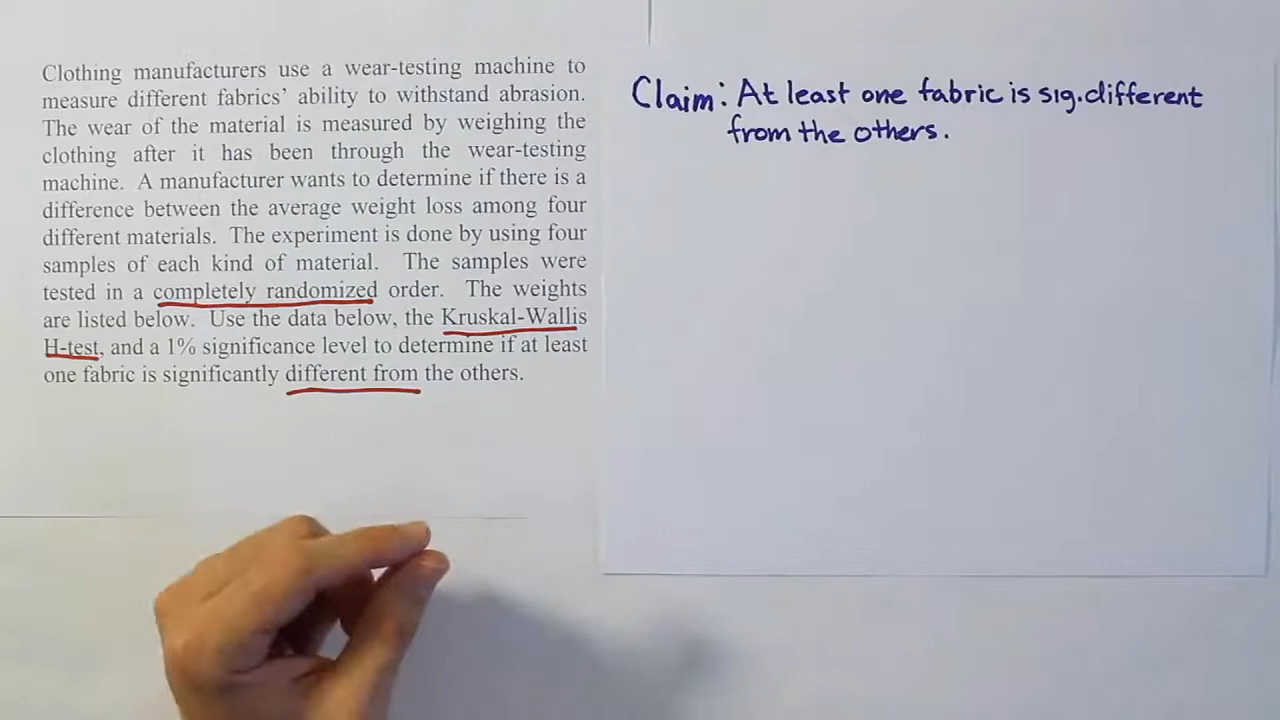 Clothing manufacturers use a wear-testing machine to
measure different fabrics' ability to withstand abrasion.
The wear of the material is measured by weighing the
clothing after it has been through the wear-testing
machine. A manufacturer wants to determine if there is a
difference between the average weight loss among four
different materials. The experiment is done by using four
samples of each kind of material. The samples were
tested in a completely randomized order. The weights
are listed below. Use the data below, the Kruskal-Wallis
H-test, and a 1% significance level to determine if at least
one fabric is significantly different from the others.
Claim: At least one fabric is sig. different
from the others.